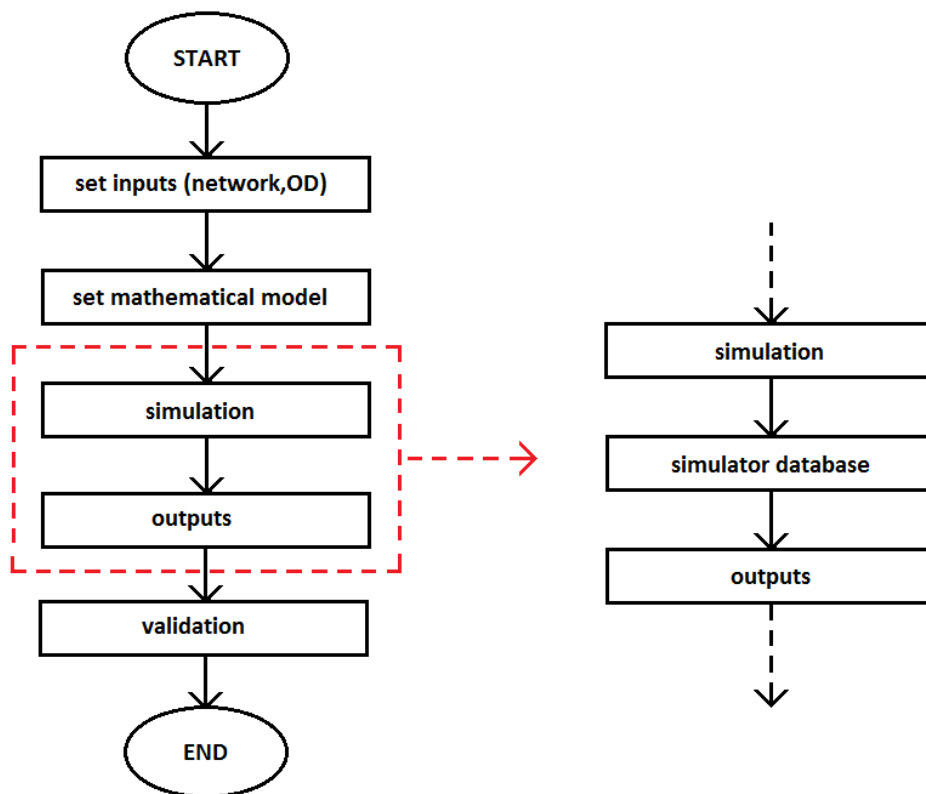 START
set inputs (network,OD)
set mathematical model
simulation
outputs
validation
END
simulation
simulator database
outputs